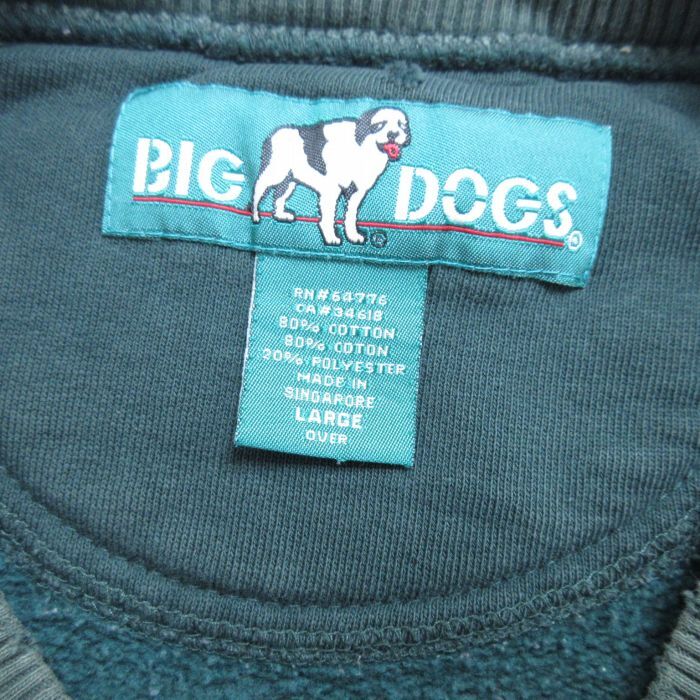 BIG DOGS®
®
RN#64776
CA#34618
80% COTTON
80% COTON
20% POLYESTER
MADE IN
SINGAPORE
LARGE
OVER